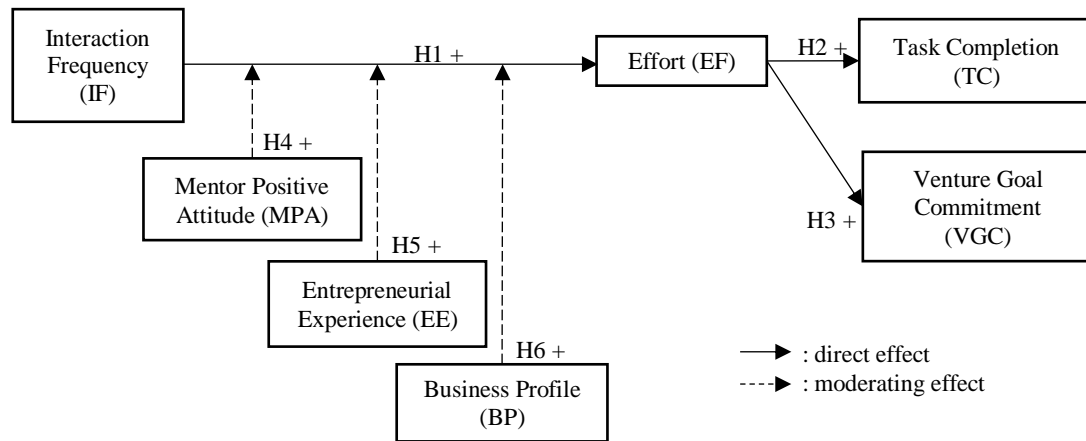 Interaction
Frequency
(IF)
H1 +
Effort (EF)
H2 +
Task Completion
(TC)
H4 +
Mentor Positive
Attitude (MPA)
Venture Goal
Commitment
(VGC)
H3 +
H5 +
Entrepreneurial
Experience (EE)
H6 +
Business Profile
(BP)
: direct effect
: moderating effect